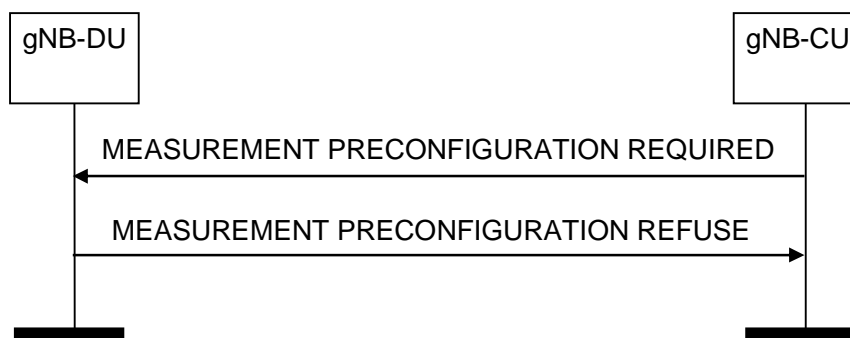 gNB-DU
gNB-CU
MEASUREMENT PRECONFIGURATION REQUIRED
MEASUREMENT PRECONFIGURATION REFUSE